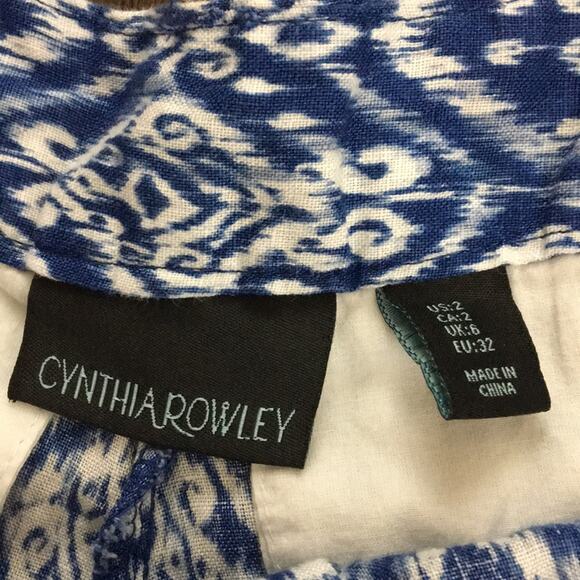 CYNTHIA ROWLEY
US:2
CA:2
UK:6
EU:32
MADE IN
CHINA